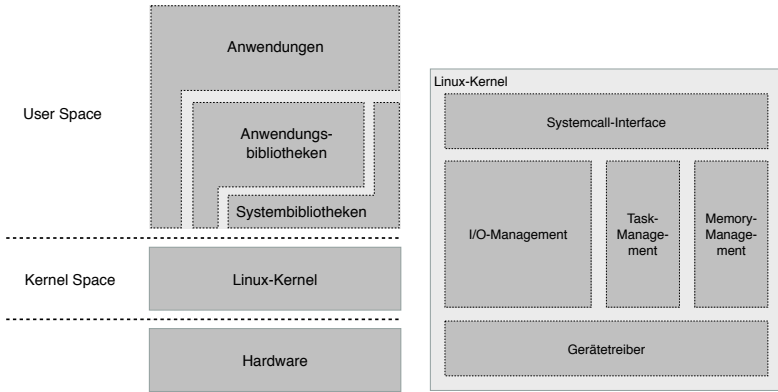 Anwendungen
User Space
Anwendungs-
bibliotheken
Systembibliotheken
Kernel Space
Linux-Kernel
Hardware
Linux-Kernel
Systemcall-Interface
I/O-Management
Task-
Manage-
ment
Memory-
Manage-
ment
Gerätetreiber